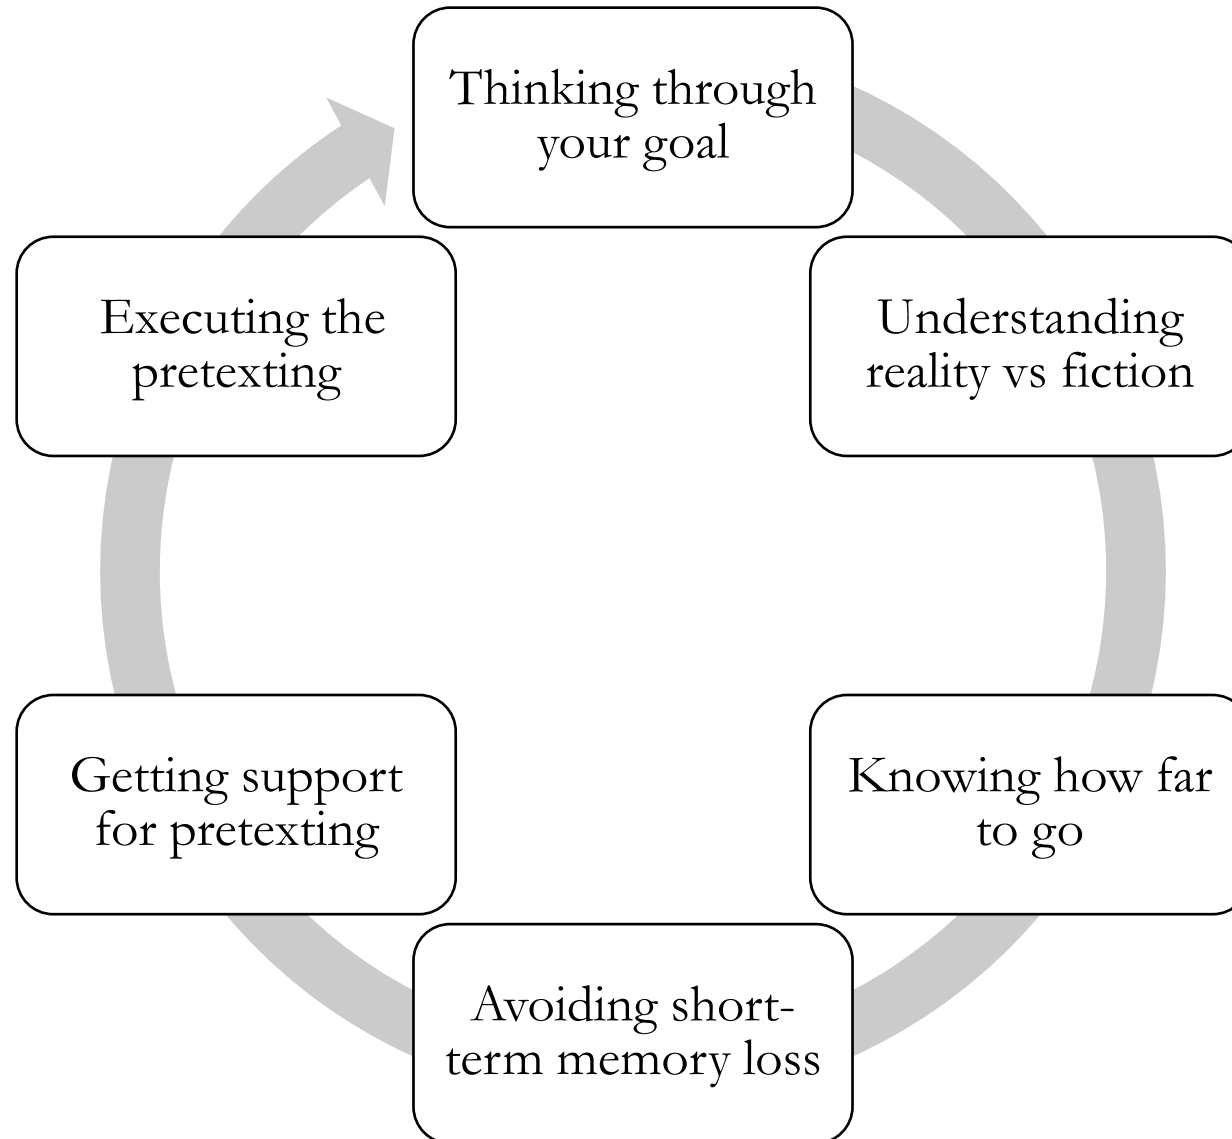 Thinking through
your goal
Understanding
reality vs fiction
Knowing how far
to go
Avoiding short-
term memory loss
Getting support
for pretexting
Executing the
pretexting